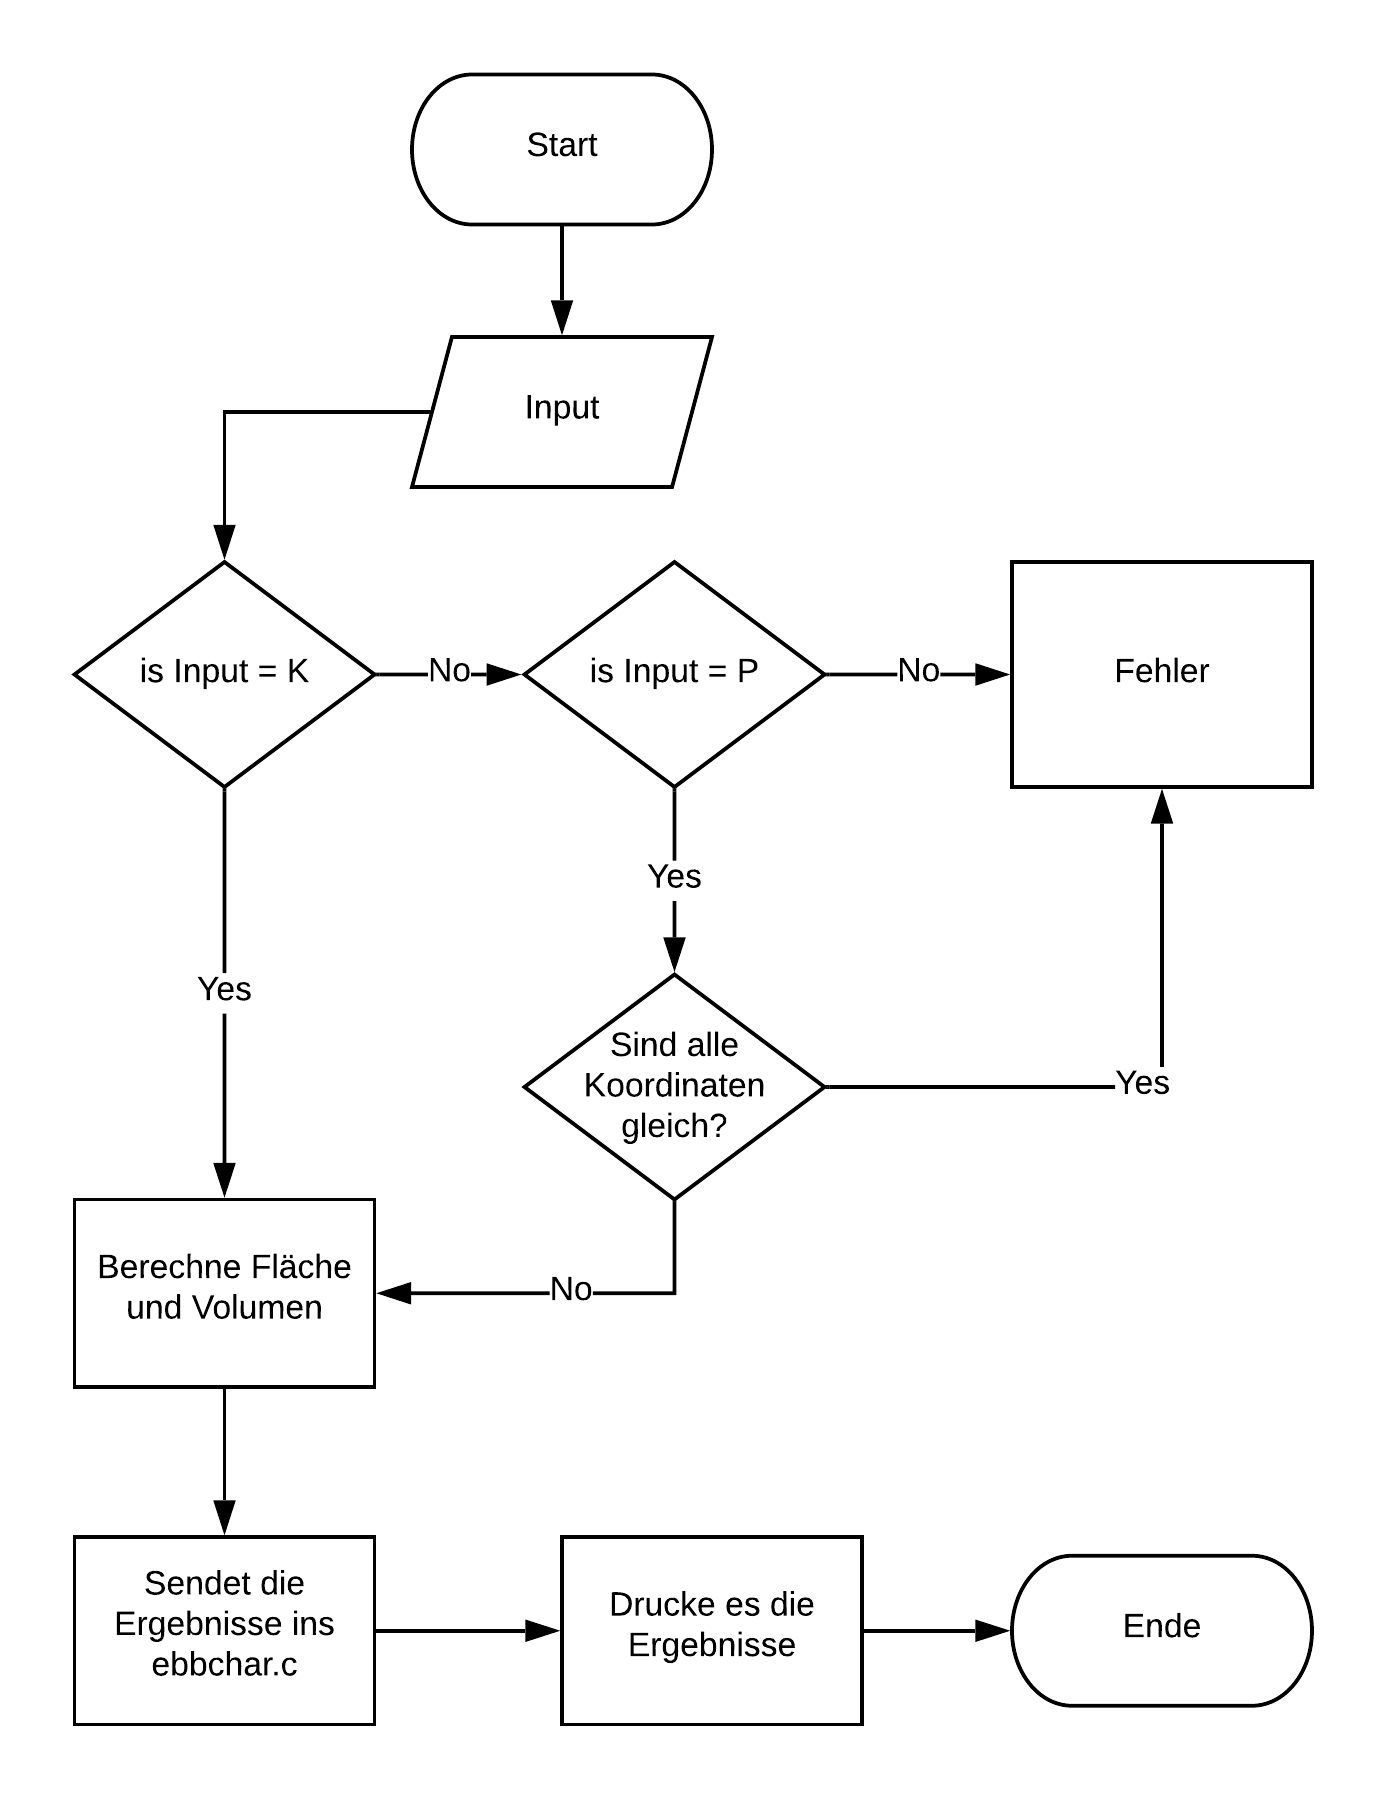 Start
Input
is Input = K
No
is Input = P
No
Fehler
Yes
Yes
Sind alle
Koordinaten
gleich?
Yes
No
Berechne Fläche
und Volumen
Sendet die
Ergebnisse ins
ebbchar.c
Drucke es die
Ergebnisse
Ende